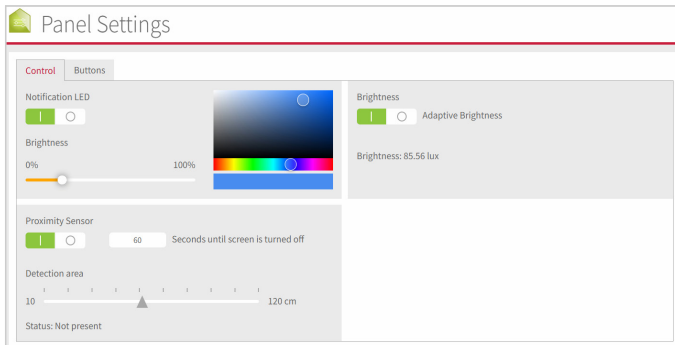 Panel Settings
Control Buttons
Notification LED
Brightness
0% 100%
Brightness
Adaptive Brightness
Brightness: 85.56 lux
Proximity Sensor
60 Seconds until screen is turned off
Detection area
10 120 cm
Status: Not present